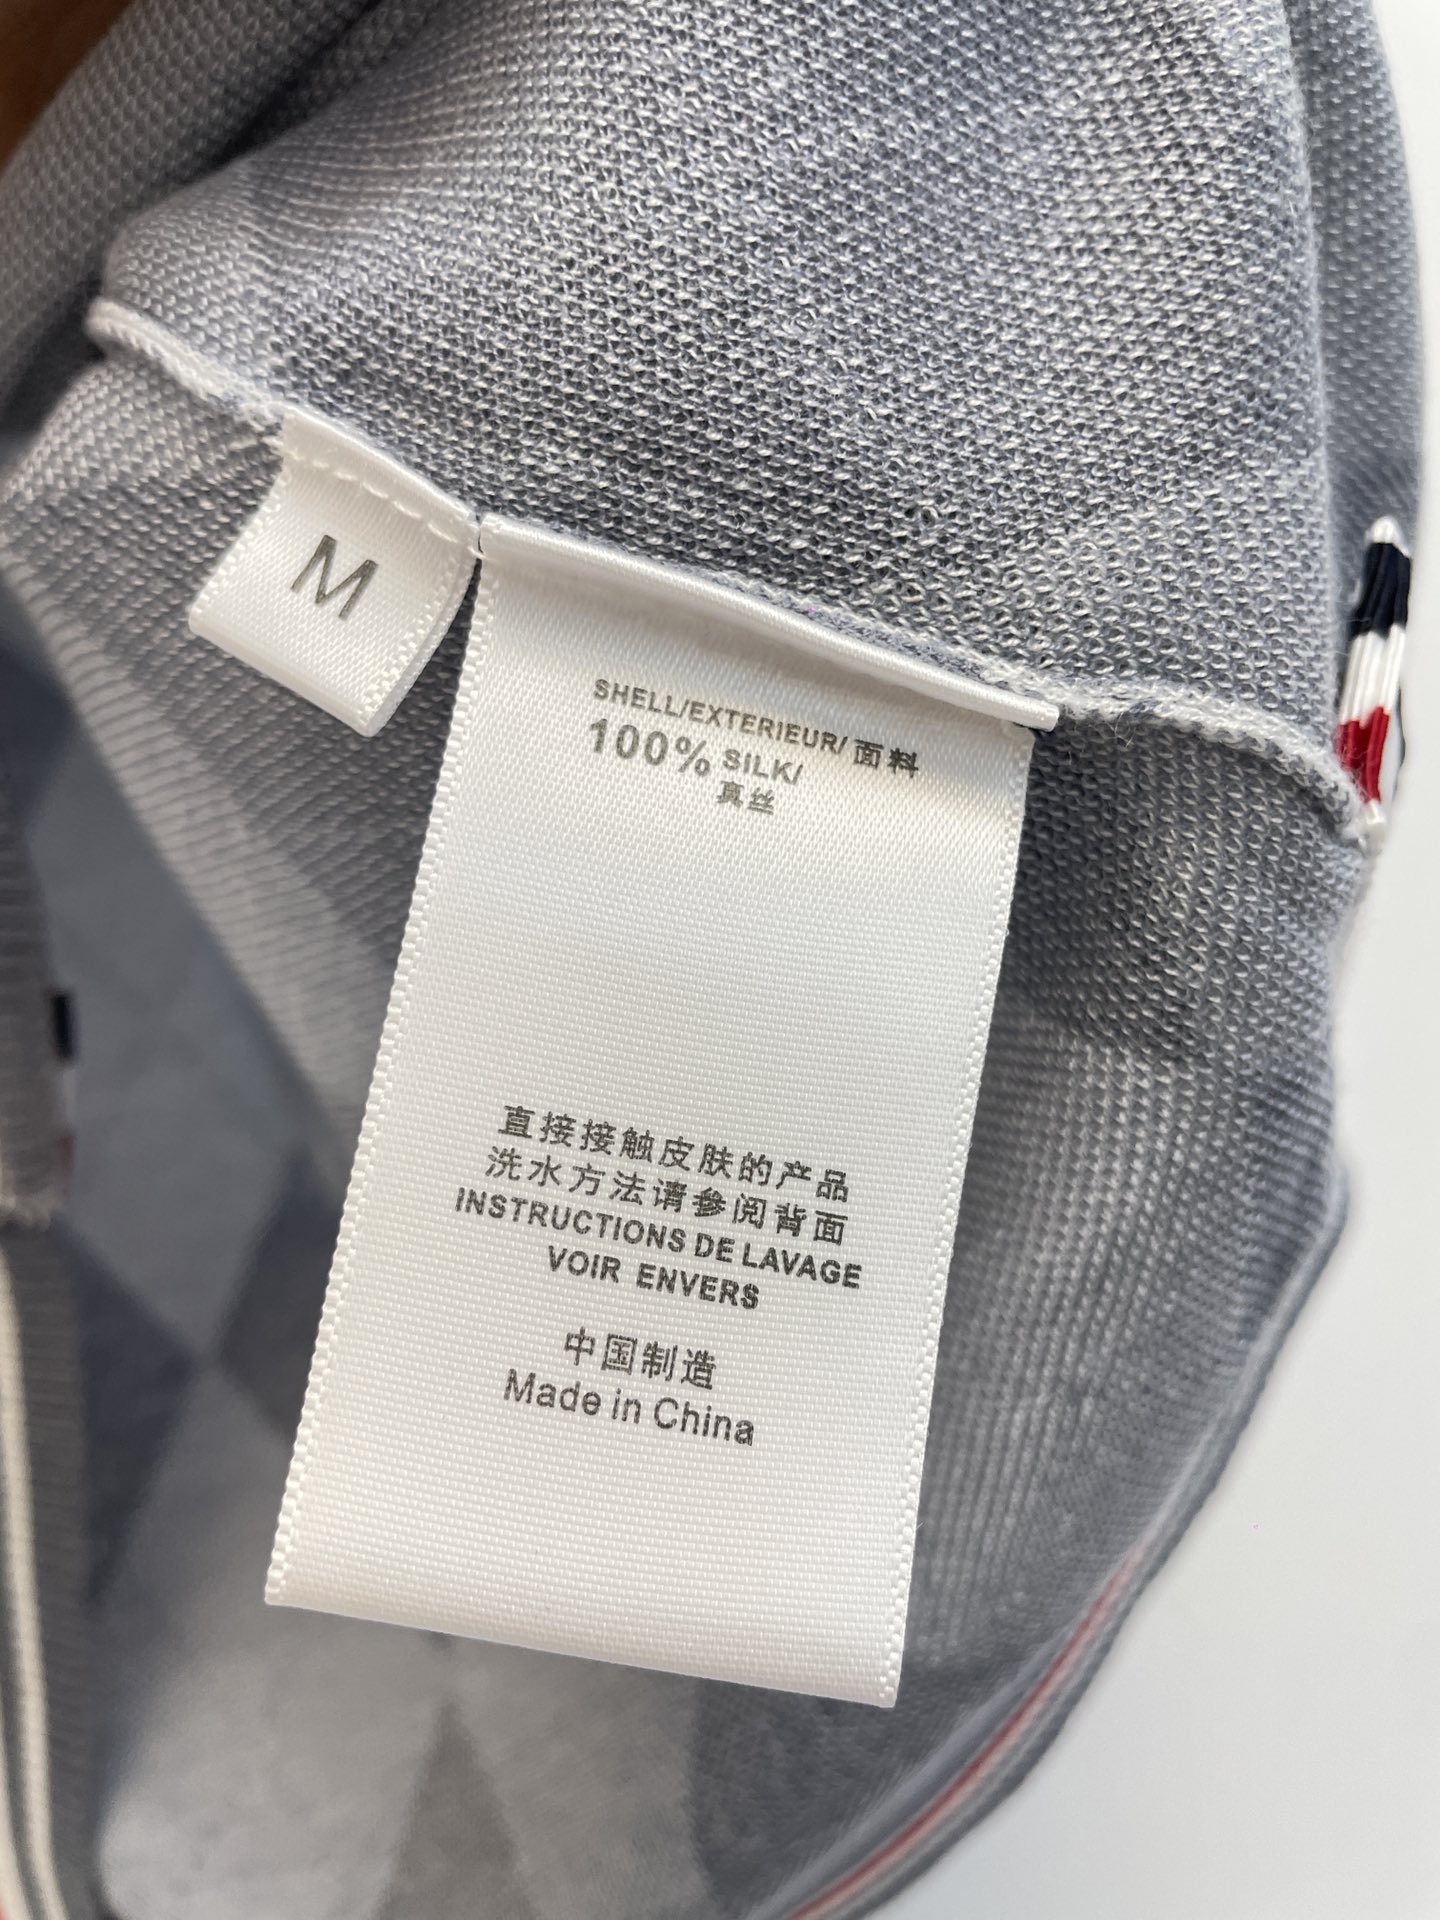 M
SHELL/EXTERIEUR/ 面料
100% SILK/
真丝
直接接触皮肤的产品
洗水方法请参阅背面
INSTRUCTIONS DE LAVAGE
VOIR ENVERS
中国制造
Made in China